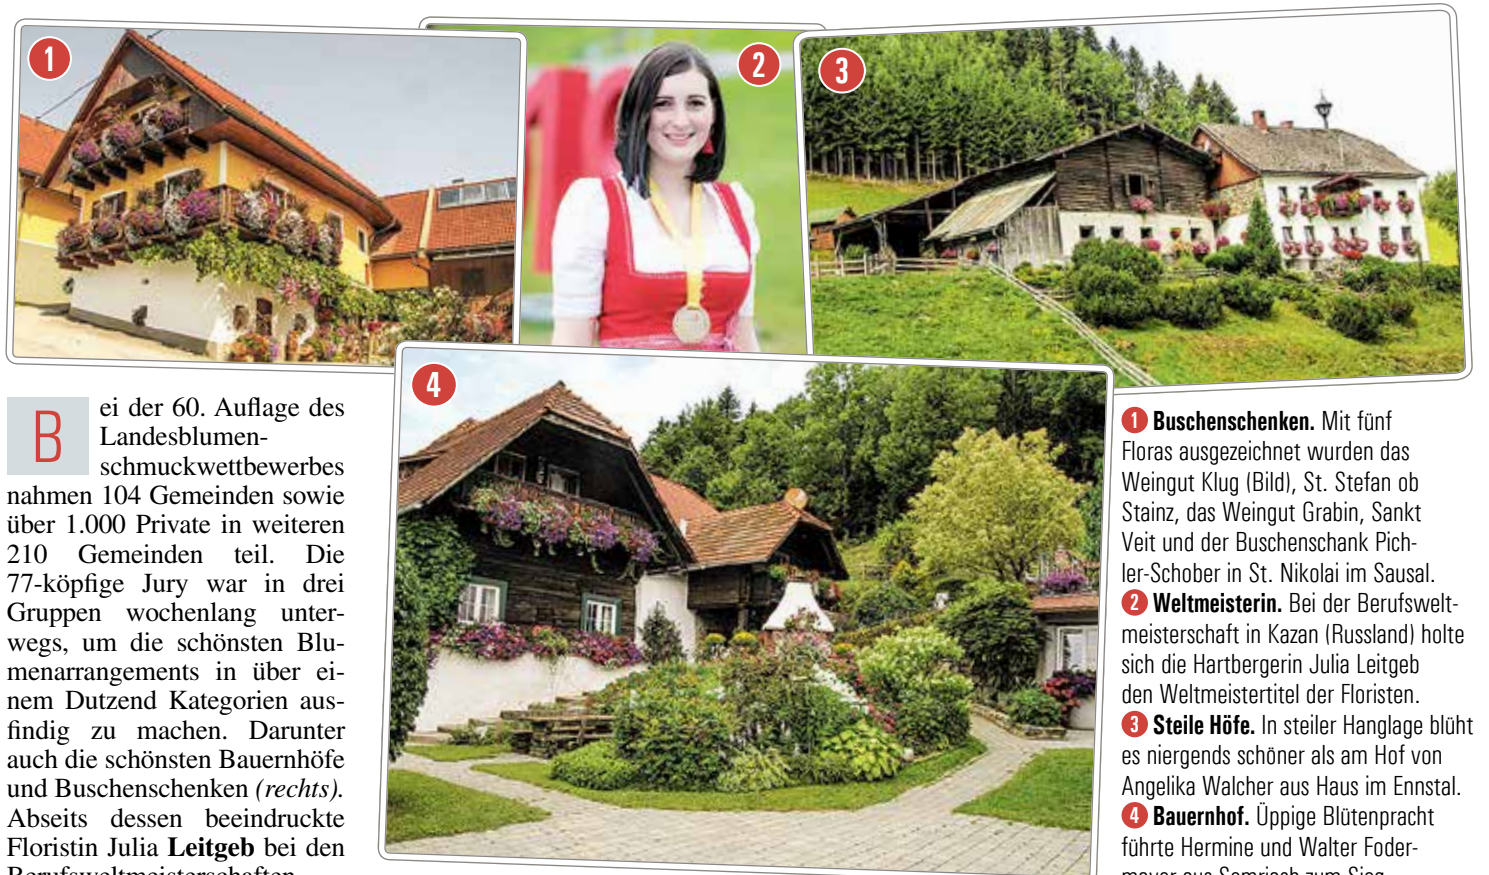 1
2
3
4
Bei der 60. Auflage des
Landesblumen-
schmuckwettbewerbes
nahmen 104 Gemeinden sowie
über 1.000 Private in weiteren
210 Gemeinden teil. Die
77-köpfige Jury war in drei
Gruppen wochenlang unter-
wegs, um die schönsten Blu-
menarrangements in über ei-
nem Dutzend Kategorien aus-
findig zu machen. Darunter
auch die schönsten Bauernhöfe
und Buschenschenken (rechts).
Abseits dessen beeindruckte
Floristin Julia Leitgeb bei den
Berufsweltmeisterschaften
1 Buschenschenken. Mit fünf
Floras ausgezeichnet wurden das
Weingut Klug (Bild), St. Stefan ob
Stainz, das Weingut Grabin, Sankt
Veit und der Buschenschank Pich-
ler-Schober in St. Nikolai im Sausal.
2 Weltmeisterin. Bei der Berufswelt-
meisterschaft in Kazan (Russland) holte
sich die Hartbergerin Julia Leitgeb
den Weltmeistertitel der Floristen.
3 Steile Höfe. In steiler Hanglage blüht
es niergends schöner als am Hof von
Angelika Walcher aus Haus im Ennstal.
4 Bauernhof. Üppige Blütenpracht
führte Hermine und Walter Foder-
mayer aus Semriach zum Sieg